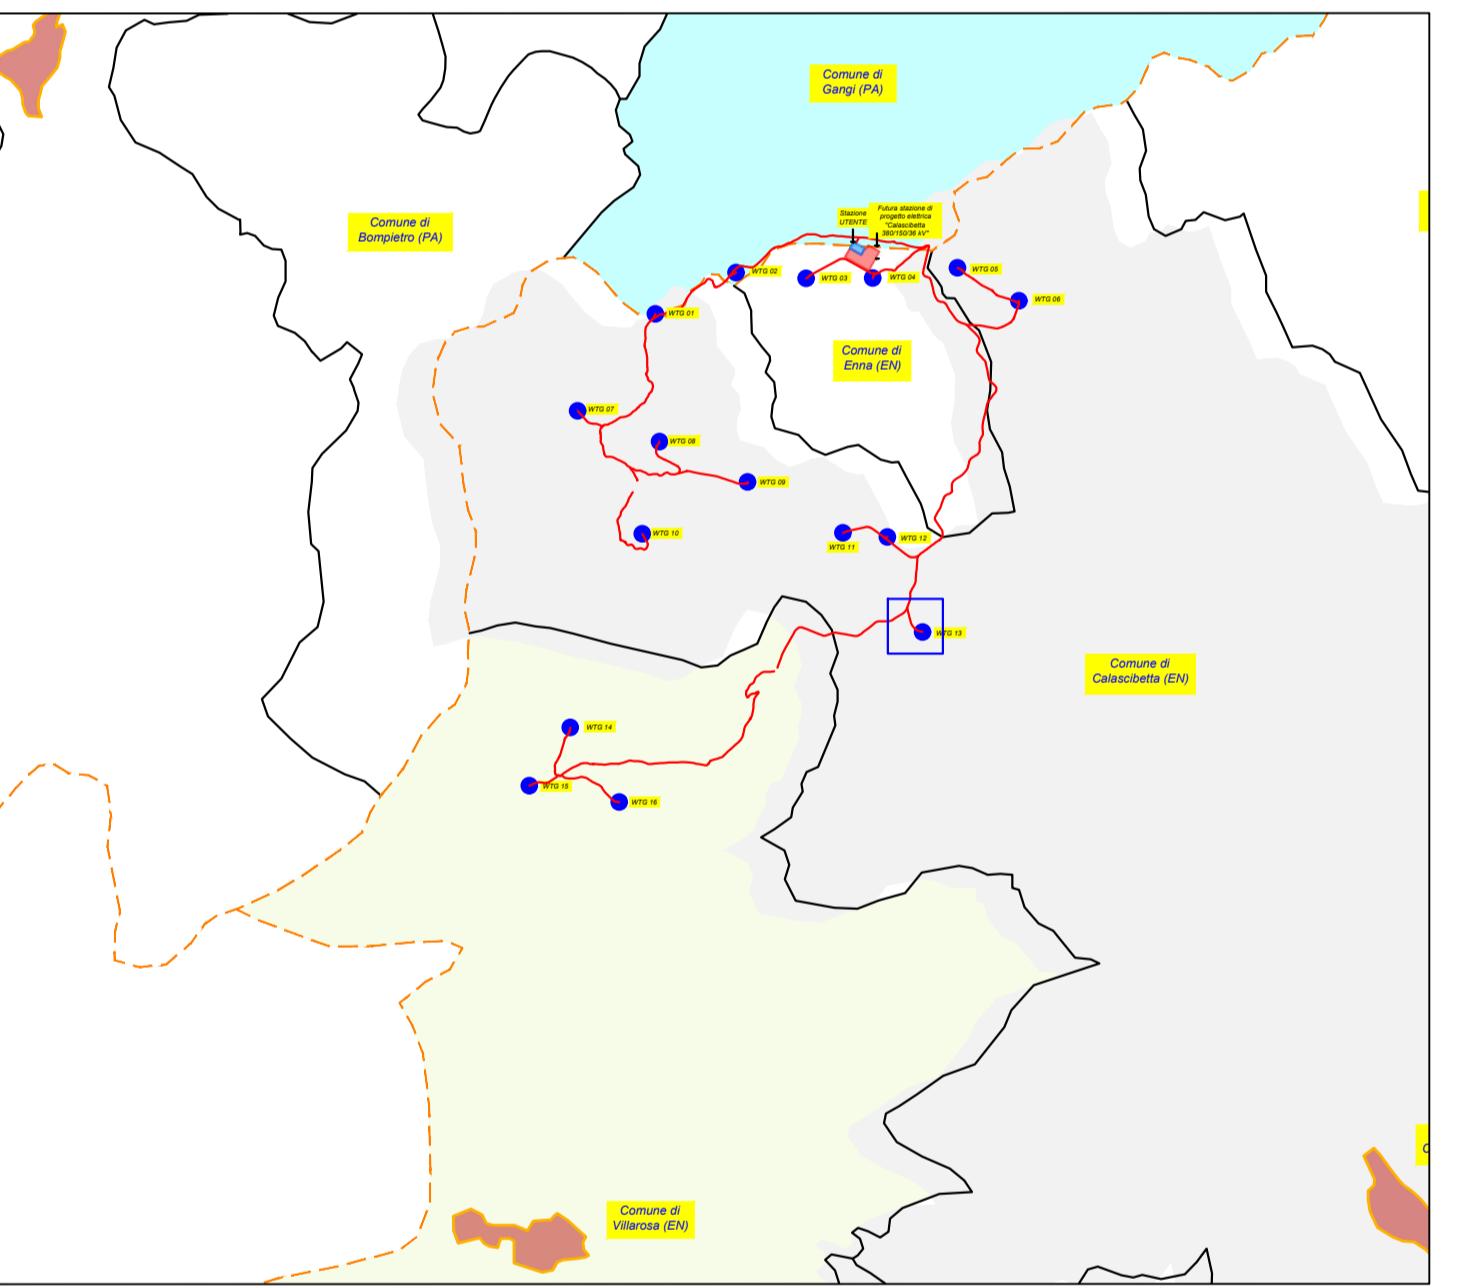 Comune di
Gangi (PA)
Comune di
Bompietro (PA)
Stazione
UTENTE
Futura stazione di
progetto elettrica
"Calascibetta
380/150/36 kV"
WTG 02
WTG 03
WTG 04
WTG 05
WTG 06
WTG 01
Comune di
Enna (EN)
WTG 07
WTG 08
WTG 09
WTG 10
WTG 11
WTG 12
WTG 13
Comune di
Calascibetta (EN)
WTG 14
WTG 15
WTG 16
Comune di
Villarosa (EN)